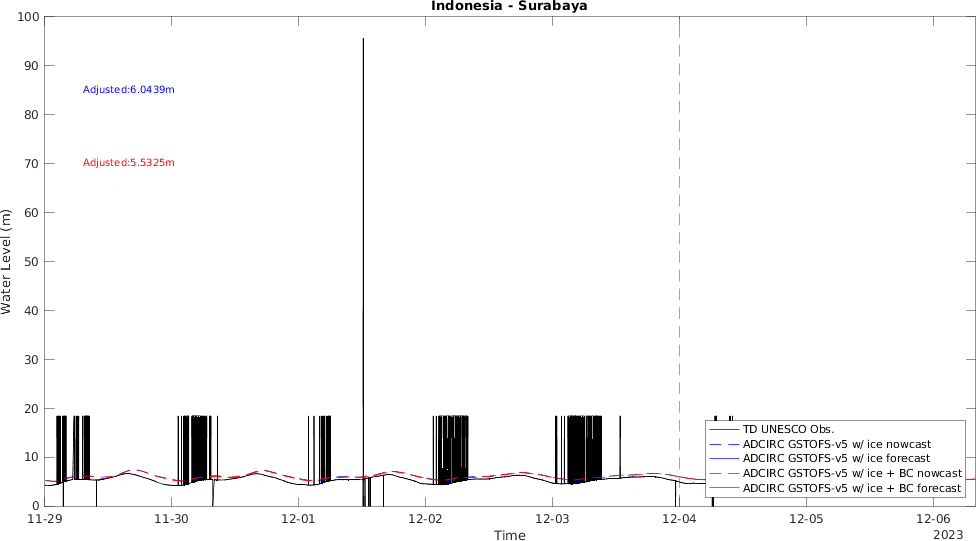 Indonesia - Surabaya
100
90
80
70
60
50
40
30
20
10
0
Water Level (m)
Adjusted:6.0439m
Adjusted:5.5325m
TD UNESCO Obs.
ADCIRC GSTOFS-v5 w/ ice nowcast
ADCIRC GSTOFS-v5 w/ ice forecast
ADCIRC GSTOFS-v5 w/ ice + BC nowcast
ADCIRC GSTOFS-v5 w/ ice + BC forecast
11-29 11-30 12-01 12-02 12-03 12-04 12-05 12-06
Time
2023